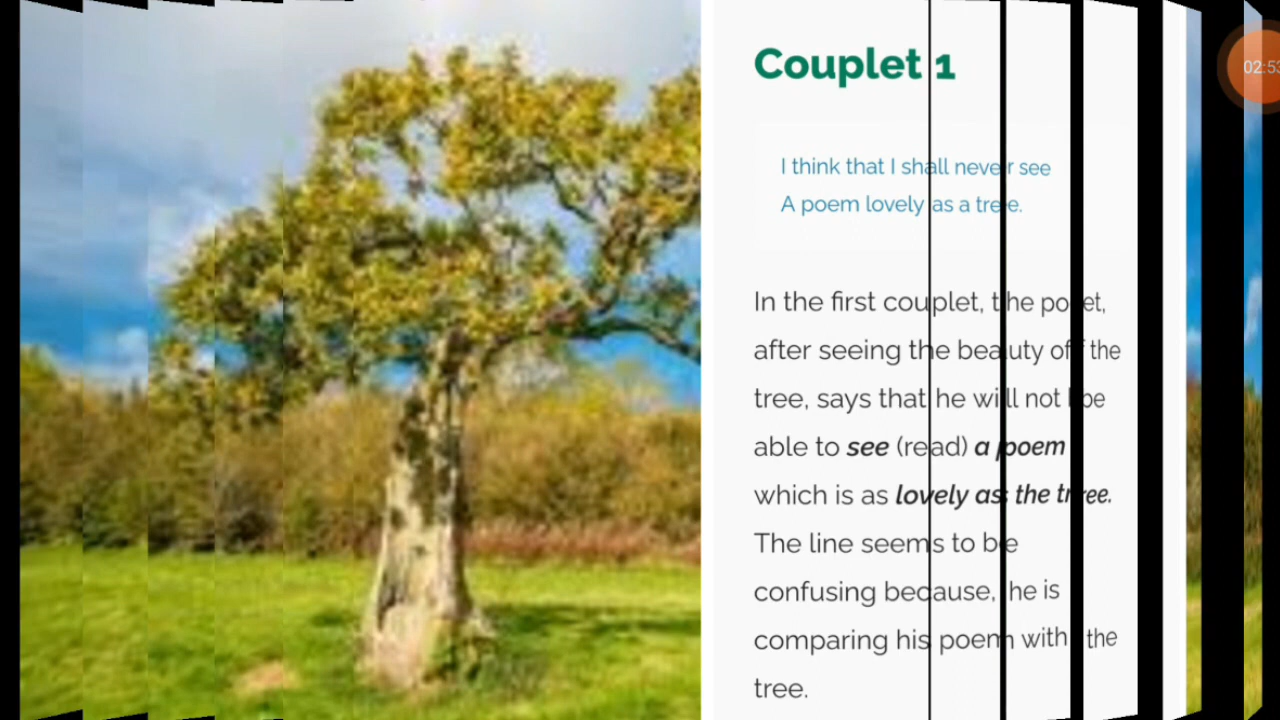 Couplet 1
I think that I shall never see
A poem lovely as a tree.
In the first couplet, the poet,
after seeing the beauty of the
tree, says that he will not be
able to see (read) a poem
which is as lovely as the tree.
The line seems to be
confusing because, he is
comparing his poem with the
tree.
02:53